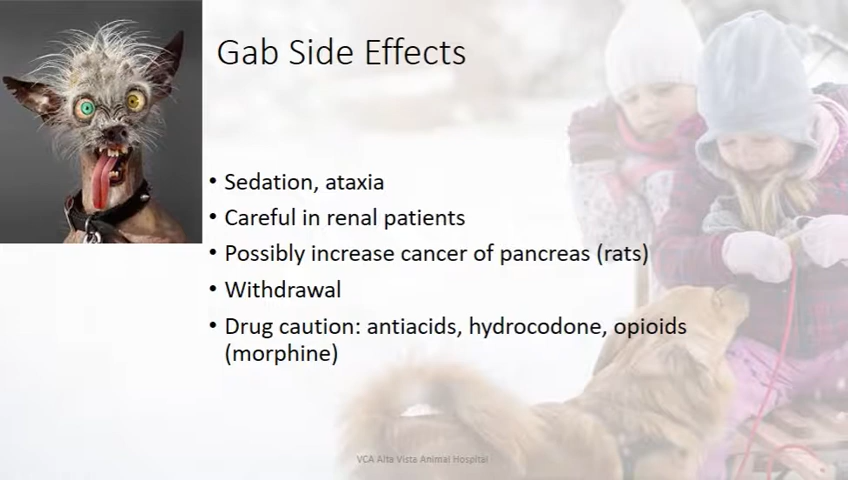 Gab Side Effects
• Sedation, ataxia
• Careful in renal patients
• Possibly increase cancer of pancreas (rats)
• Withdrawal
• Drug caution: antiacids, hydrocodone, opioids
(morphine)
VCA Alta Vista Animal Hospital